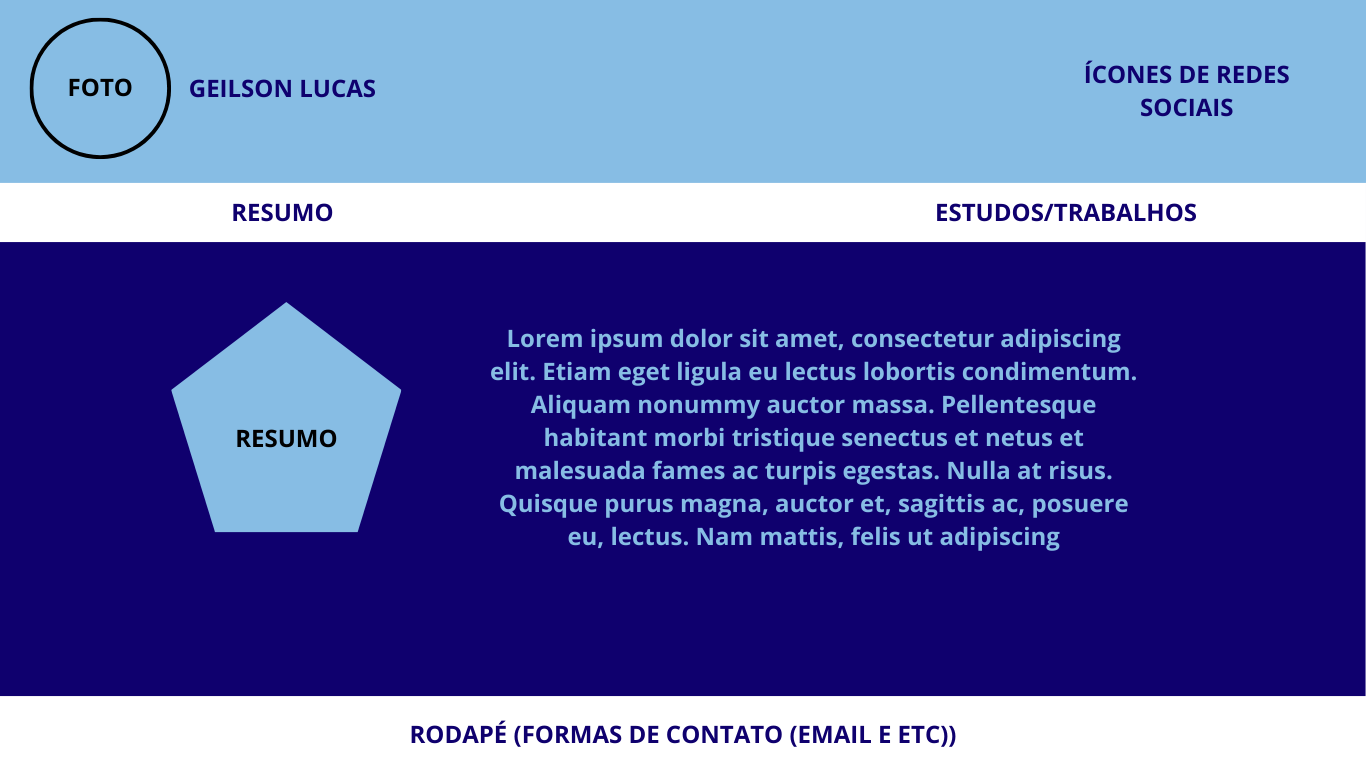 FOTO
GEILSON LUCAS
ÍCONES DE REDES
SOCIAIS
RESUMO
ESTUDOS/TRABALHOS
RESUMO
Lorem ipsum dolor sit amet, consectetur adipiscing
elit. Etiam eget ligula eu lectus lobortis condimentum.
Aliquam nonummy auctor massa. Pellentesque
habitant morbi tristique senectus et netus et
malesuada fames ac turpis egestas. Nulla at risus.
Quisque purus magna, auctor et, sagittis ac, posuere
eu, lectus. Nam mattis, felis ut adipiscing
RODAPÉ (FORMAS DE CONTATO (EMAIL E ETC))